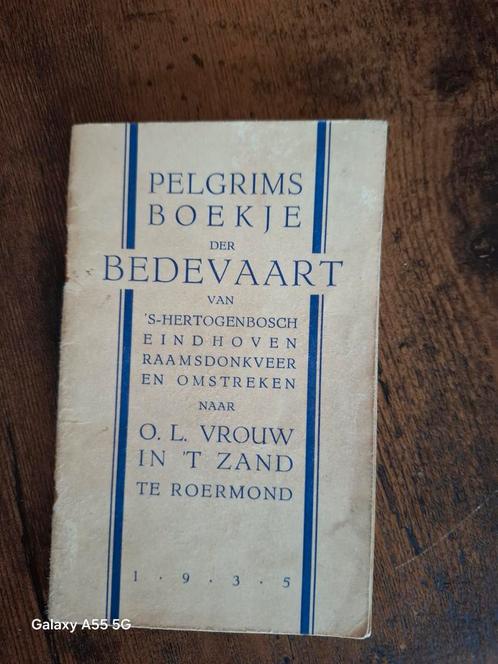 PELGRIMS
BOEKJE
DER
BEDEVAART
VAN
'S-HERTOGENBOSCH
EINDHOVEN
RAAMSDONKVEER
EN OMSTREKEN
NAAR
O. L. VROUW
IN 'T ZAND
TE ROERMOND
1 · 9 · 3 · 5
Galaxy A55 5G